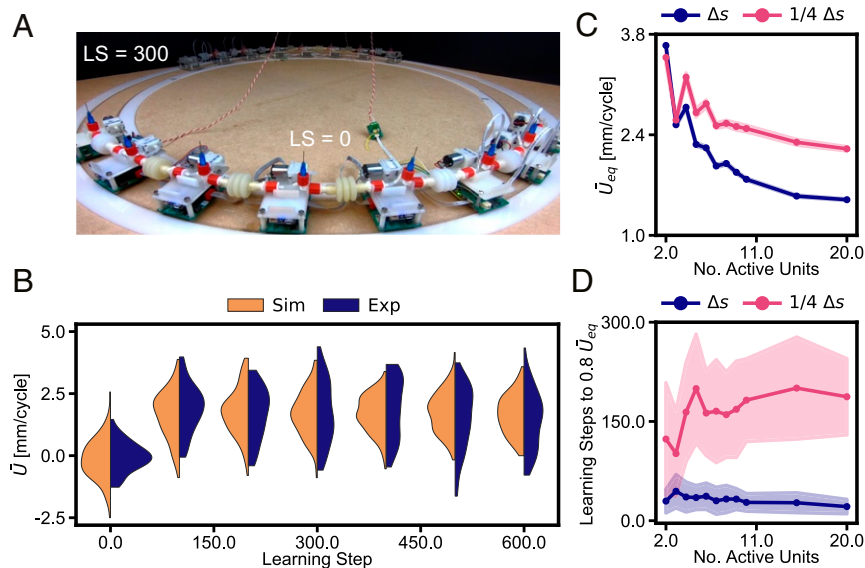 A
LS = 300
LS = 0
B
Sim Exp
5.0
2.5
0.0
-2.5
Ū [mm/cycle]
0.0 150.0 300.0 450.0 600.0
Learning Step
C
Δs 1/4 Δs
3.8
2.4
1.0
Ūeq [mm/cycle]
2.0 11.0 20.0
No. Active Units
D
Δs 1/4 Δs
300.0
150.0
0.0
Learning Steps to 0.8 Ūeq
2.0 11.0 20.0
No. Active Units